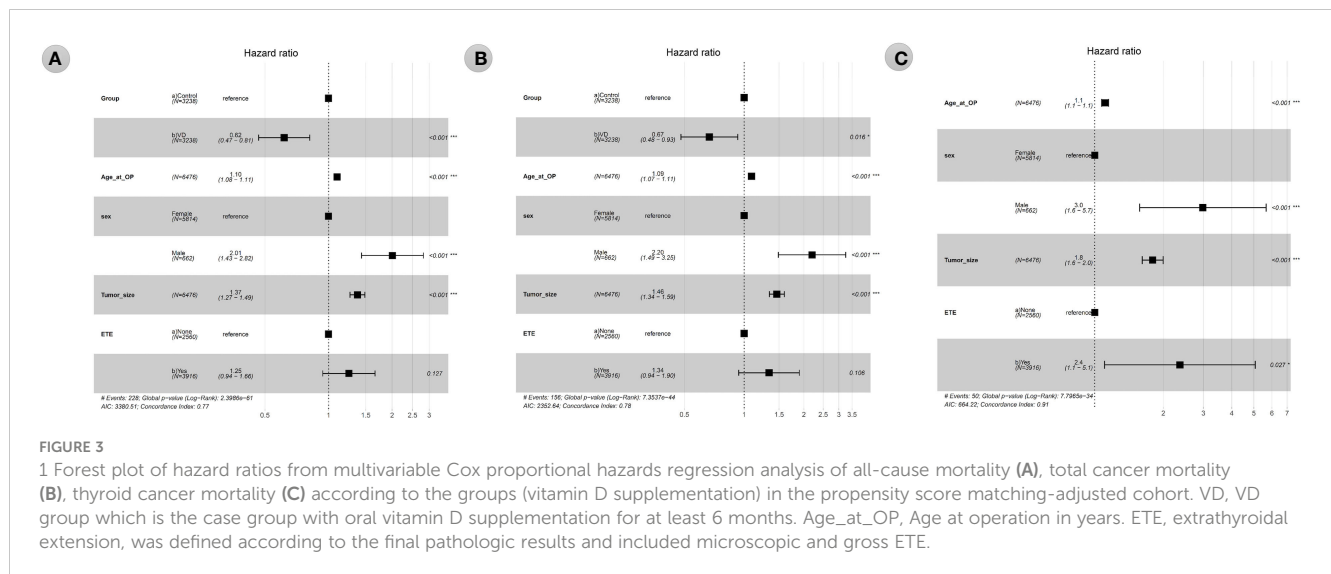 A
Hazard ratio
Group
a)Control
(N=3238)
reference
b)VD
(N=3238)
0.62
(0.47 – 0.81)
<0.001 ***
Age_at_OP
(N=6476)
1.10
(1.08 – 1.11)
<0.001 ***
sex
Female
(N=5814)
reference
Male
(N=662)
2.01
(1.43 – 2.82)
<0.001 ***
Tumor_size
(N=6476)
1.37
(1.27 – 1.49)
<0.001 ***
ETE
a)None
(N=2560)
reference
b)Yes
(N=3916)
1.25
(0.94 – 1.66)
0.127
# Events: 228; Global p-value (Log-Rank): 2.3986e-61
AIC: 3380.51; Concordance Index: 0.77
0.5 1 1.5 2 2.5 3
B
Hazard ratio
Group
a)Control
(N=3238)
reference
b)VD
(N=3238)
0.67
(0.48 – 0.93)
0.016 *
Age_at_OP
(N=6476)
1.09
(1.07 – 1.11)
<0.001 ***
sex
Female
(N=5814)
reference
Male
(N=662)
2.20
(1.49 – 3.25)
<0.001 ***
Tumor_size
(N=6476)
1.46
(1.34 – 1.59)
<0.001 ***
ETE
a)None
(N=2560)
reference
b)Yes
(N=3916)
1.34
(0.94 – 1.90)
0.106
# Events: 156; Global p-value (Log-Rank): 7.3537e-44
AIC: 2352.64; Concordance Index: 0.78
0.5 1 1.5 2 2.5 3 3.5
C
Hazard ratio
Age_at_OP
(N=6476)
1.1
(1.1 – 1.1)
<0.001 ***
sex
Female
(N=5814)
reference
Male
(N=662)
3.0
(1.6 – 5.7)
<0.001 ***
Tumor_size
(N=6476)
1.8
(1.6 – 2.0)
<0.001 ***
ETE
a)None
(N=2560)
reference
b)Yes
(N=3916)
2.4
(1.1 – 5.1)
0.027 *
# Events: 50; Global p-value (Log-Rank): 7.7965e-34
AIC: 664.22; Concordance Index: 0.91
2 3 4 5 6 7
FIGURE 3
1 Forest plot of hazard ratios from multivariable Cox proportional hazards regression analysis of all-cause mortality (A), total cancer mortality
(B), thyroid cancer mortality (C) according to the groups (vitamin D supplementation) in the propensity score matching-adjusted cohort. VD, VD
group which is the case group with oral vitamin D supplementation for at least 6 months. Age_at_OP, Age at operation in years. ETE, extrathyroidal
extension, was defined according to the final pathologic results and included microscopic and gross ETE.